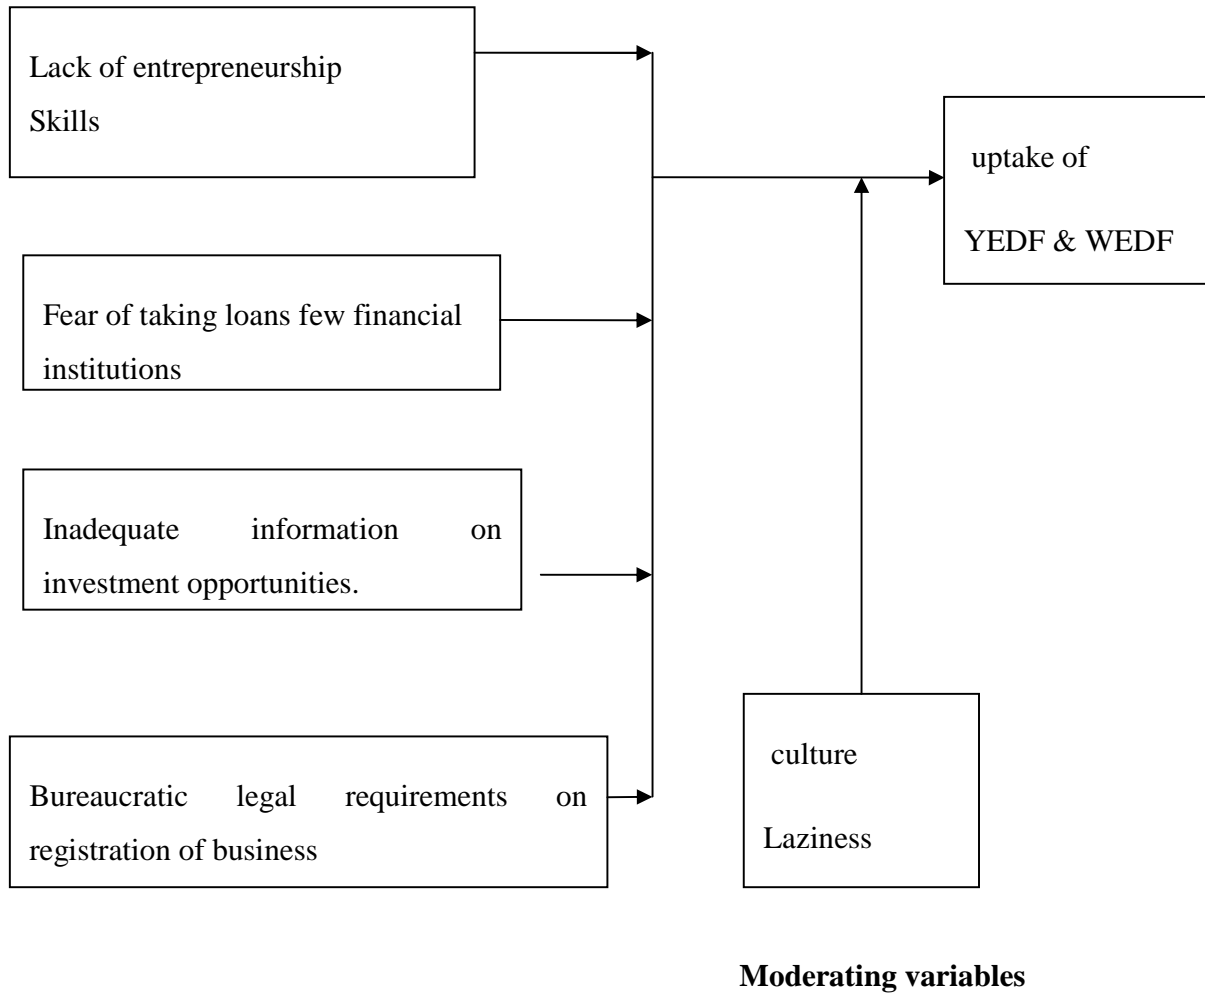 Lack of entrepreneurship
Skills
uptake of
YEDF & WEDF
Fear of taking loans few financial
institutions
Inadequate information on
investment opportunities.
Bureaucratic legal requirements on
registration of business
culture
Laziness
Moderating variables